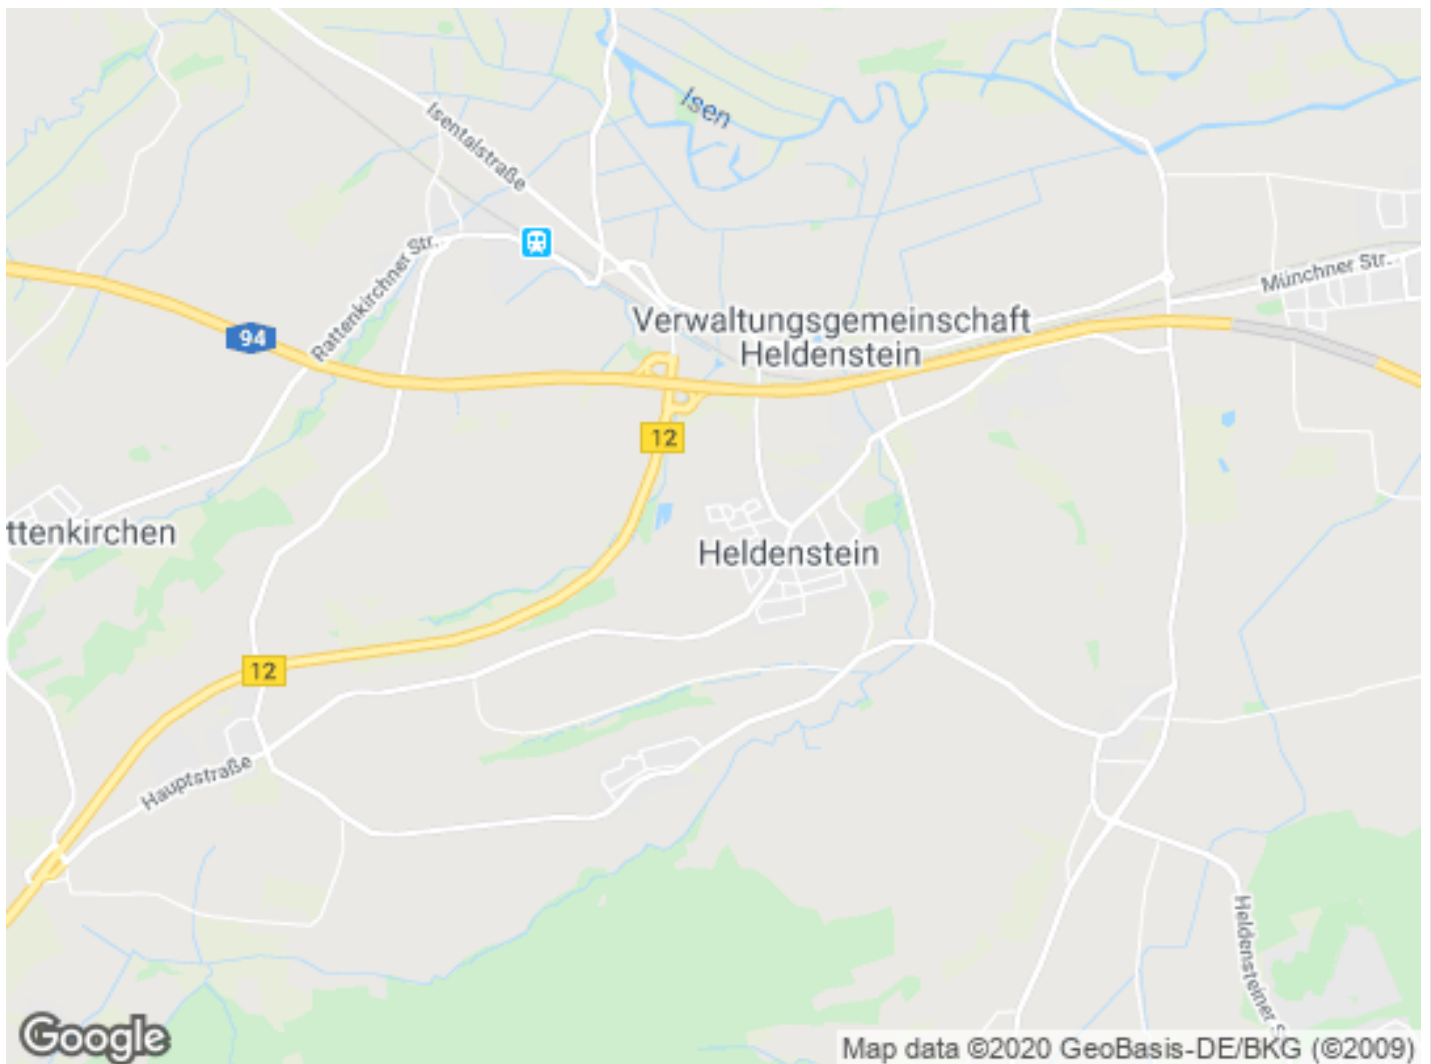 Isen
Isentalstraße
Rattenkirchner Str.
Münchner Str.
94
Verwaltungsgemeinschaft
Heldenstein
12
ttenkirchen
Heldenstein
12
Hauptstraße
Heldensteiner S
Google
Map data ©2020 GeoBasis-DE/BKG (©2009)